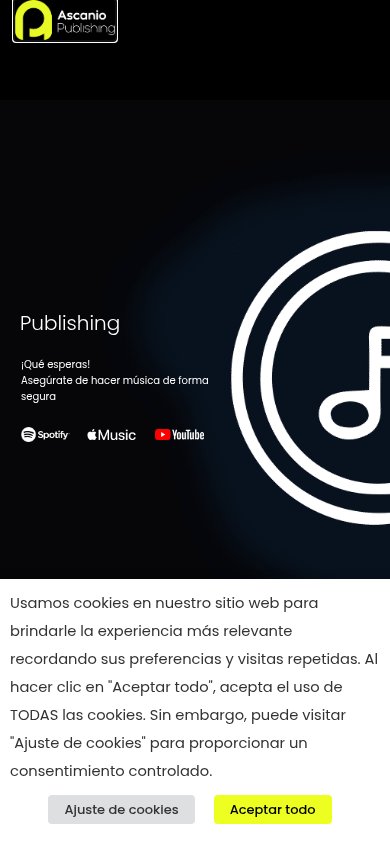 Ascanio
Publishing
Publishing
¡Qué esperas!
Asegúrate de hacer música de forma
segura
Spotify Music YouTube
Usamos cookies en nuestro sitio web para
brindarle la experiencia más relevante
recordando sus preferencias y visitas repetidas. Al
hacer clic en "Aceptar todo", acepta el uso de
TODAS las cookies. Sin embargo, puede visitar
"Ajuste de cookies" para proporcionar un
consentimiento controlado.
Ajuste de cookies Aceptar todo